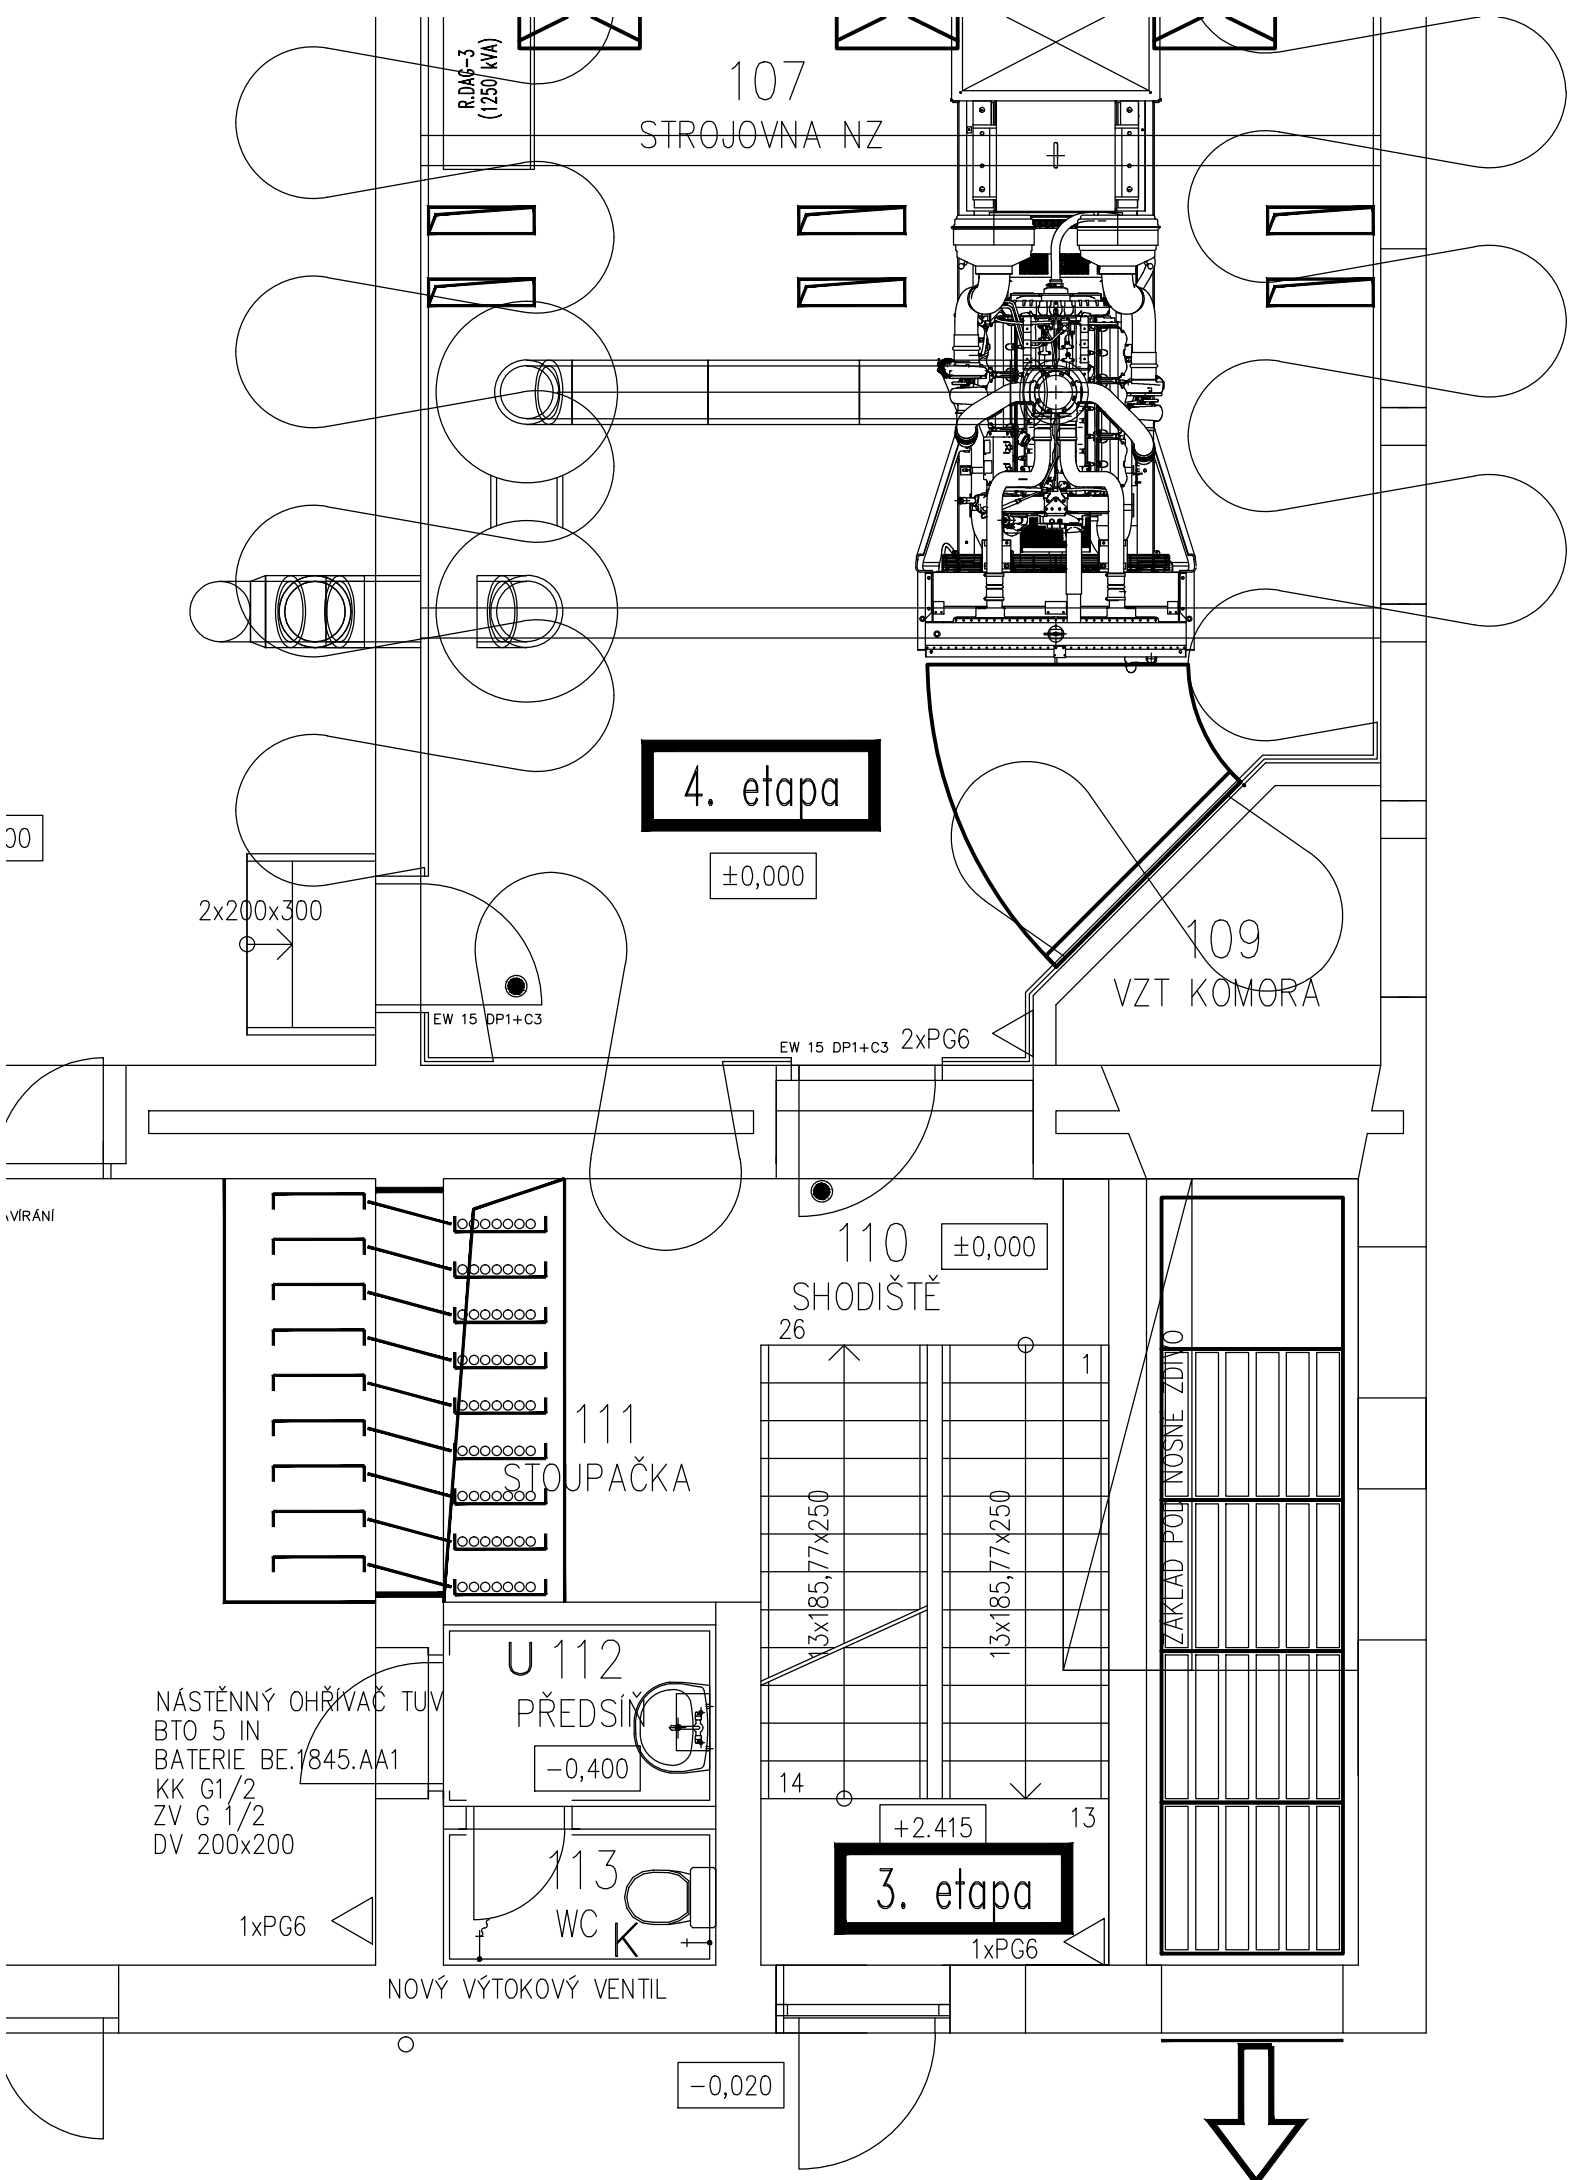 R.DAG-3
(1250 kVA)
107
STROJOVNA NZ
4. etapa
00
±0,000
2x200x300
109
VZT KOMORA
EW 15 DP1+C3
EW 15 DP1+C3
2xPG6
AVÍRÁNÍ
110
±0,000
SHODIŠTĚ
26
1
111
STOUPAČKA
13x185,77x250
13x185,77x250
ZÁKLAD POD NOSNÉ ZDIVO
U 112
PŘEDSÍŇ
-0,400
NÁSTĚNNÝ OHŘÍVAČ TUV
BTO 5 IN
BATERIE BE.1845.AA1
KK G1/2
ZV G 1/2
DV 200x200
14
13
+2.415
113
WC
K
3. etapa
1xPG6
1xPG6
NOVÝ VÝTOKOVÝ VENTIL
-0,020